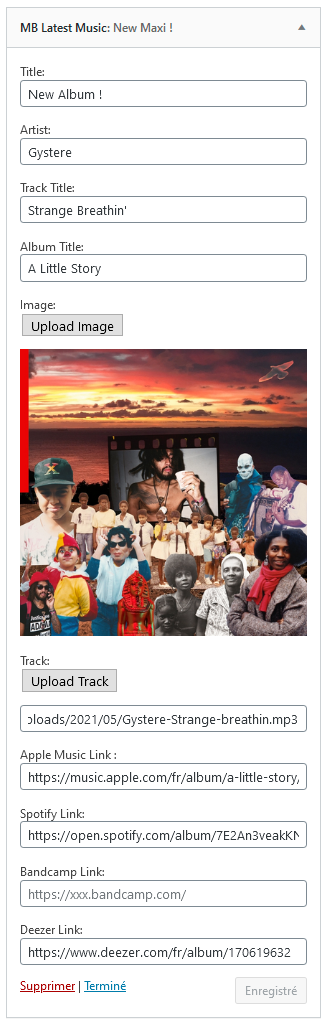 MB Latest Music: New Maxi !
Title:
New Album !
Artist:
Gystere
Track Title:
Strange Breathin'
Album Title:
A Little Story
Image:
Upload Image
X
Track:
Upload Track
ploads/2021/05/Gystere-Strange-breathin.mp3
Apple Music Link :
https://music.apple.com/fr/album/a-little-story/
Spotify Link:
https://open.spotify.com/album/7E2An3veakKN
Bandcamp Link:
https://xxx.bandcamp.com/
Deezer Link:
https://www.deezer.com/fr/album/170619632
Supprimer | Terminé
Enregistré